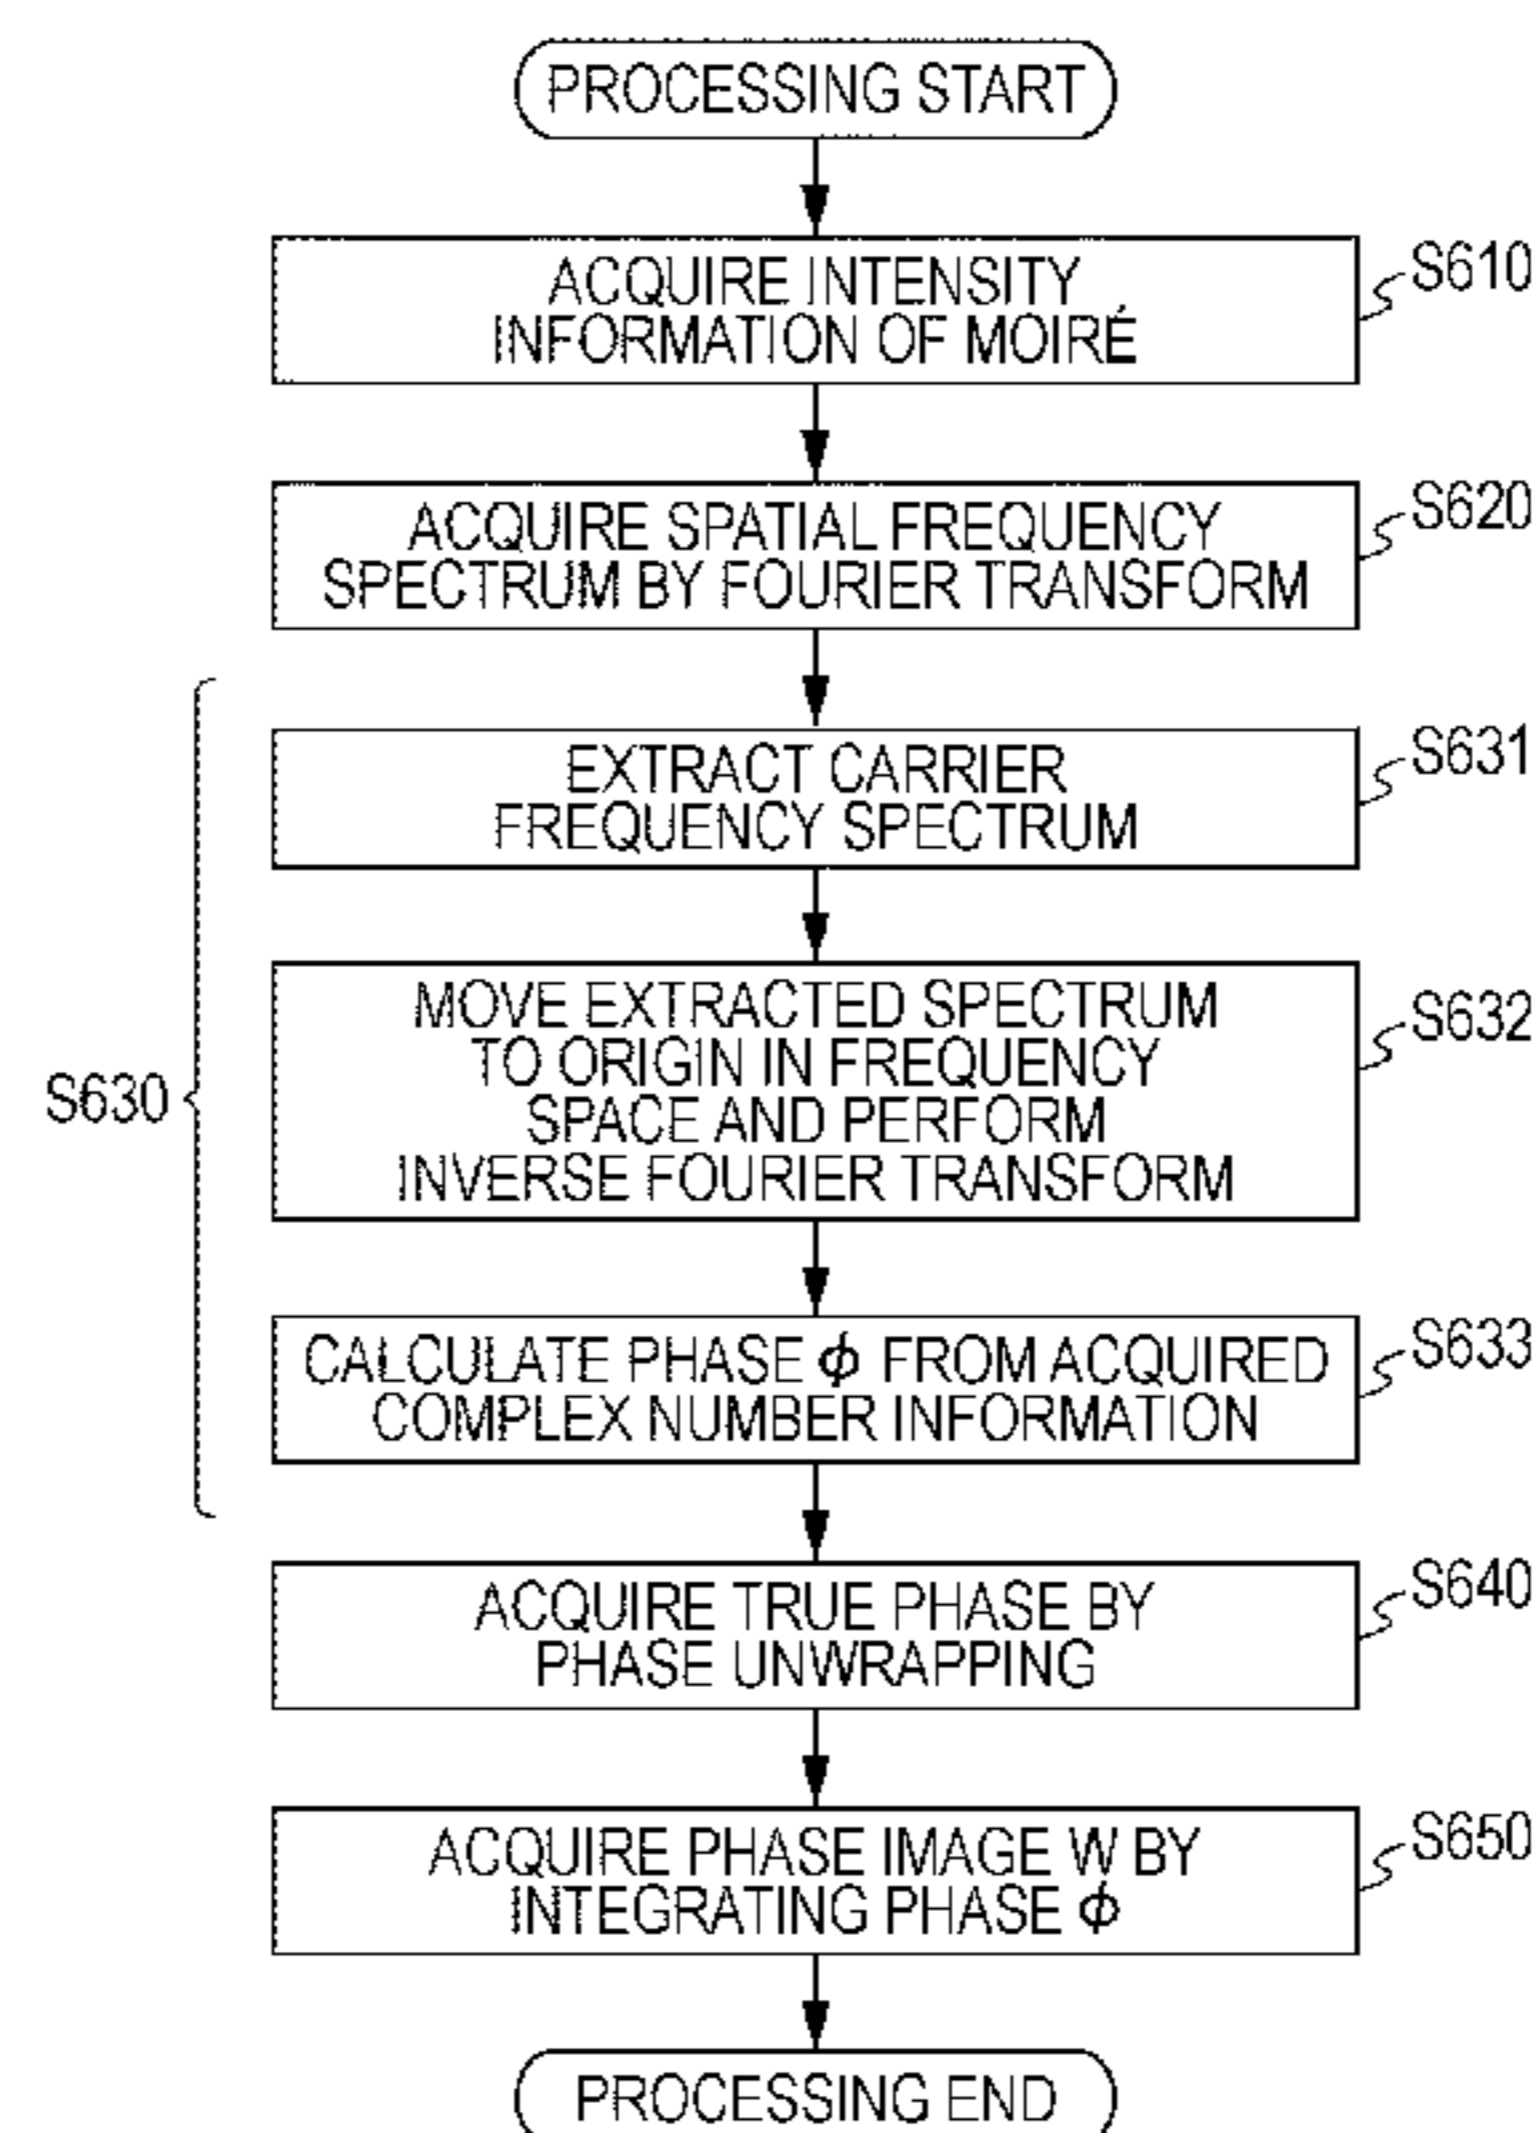 PROCESSING START
ACQUIRE INTENSITY
INFORMATION OF MOIRÉ
S610
ACQUIRE SPATIAL FREQUENCY
SPECTRUM BY FOURIER TRANSFORM
S620
S630
EXTRACT CARRIER
FREQUENCY SPECTRUM
S631
MOVE EXTRACTED SPECTRUM
TO ORIGIN IN FREQUENCY
SPACE AND PERFORM
INVERSE FOURIER TRANSFORM
S632
CALCULATE PHASE ϕ FROM ACQUIRED
COMPLEX NUMBER INFORMATION
S633
ACQUIRE TRUE PHASE BY
PHASE UNWRAPPING
S640
ACQUIRE PHASE IMAGE W BY
INTEGRATING PHASE ϕ
S650
PROCESSING END